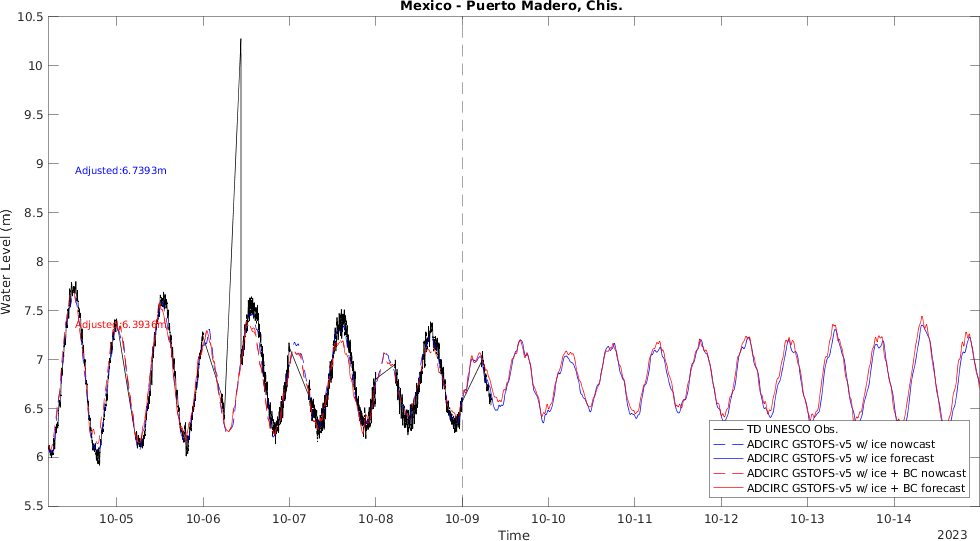 Mexico - Puerto Madero, Chis.
10.5
10
9.5
9
8.5
8
7.5
7
6.5
6
5.5
Water Level (m)
Adjusted:6.7393m
Adjusted:6.3936m
TD UNESCO Obs.
ADCIRC GSTOFS-v5 w/ ice nowcast
ADCIRC GSTOFS-v5 w/ ice forecast
ADCIRC GSTOFS-v5 w/ ice + BC nowcast
ADCIRC GSTOFS-v5 w/ ice + BC forecast
10-05 10-06 10-07 10-08 10-09 10-10 10-11 10-12 10-13 10-14
Time
2023